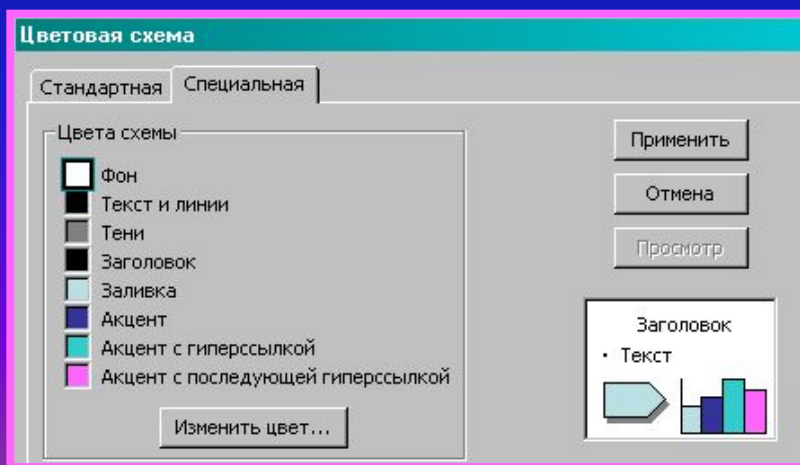 Цветовая схема
Стандартная Специальная
Цвета схемы
Фон
Текст и линии
Тени
Заголовок
Заливка
Акцент
Акцент с гиперссылкой
Акцент с последующей гиперссылкой
Изменить цвет...
Применить
Отмена
Просмотр
Заголовок
• Текст